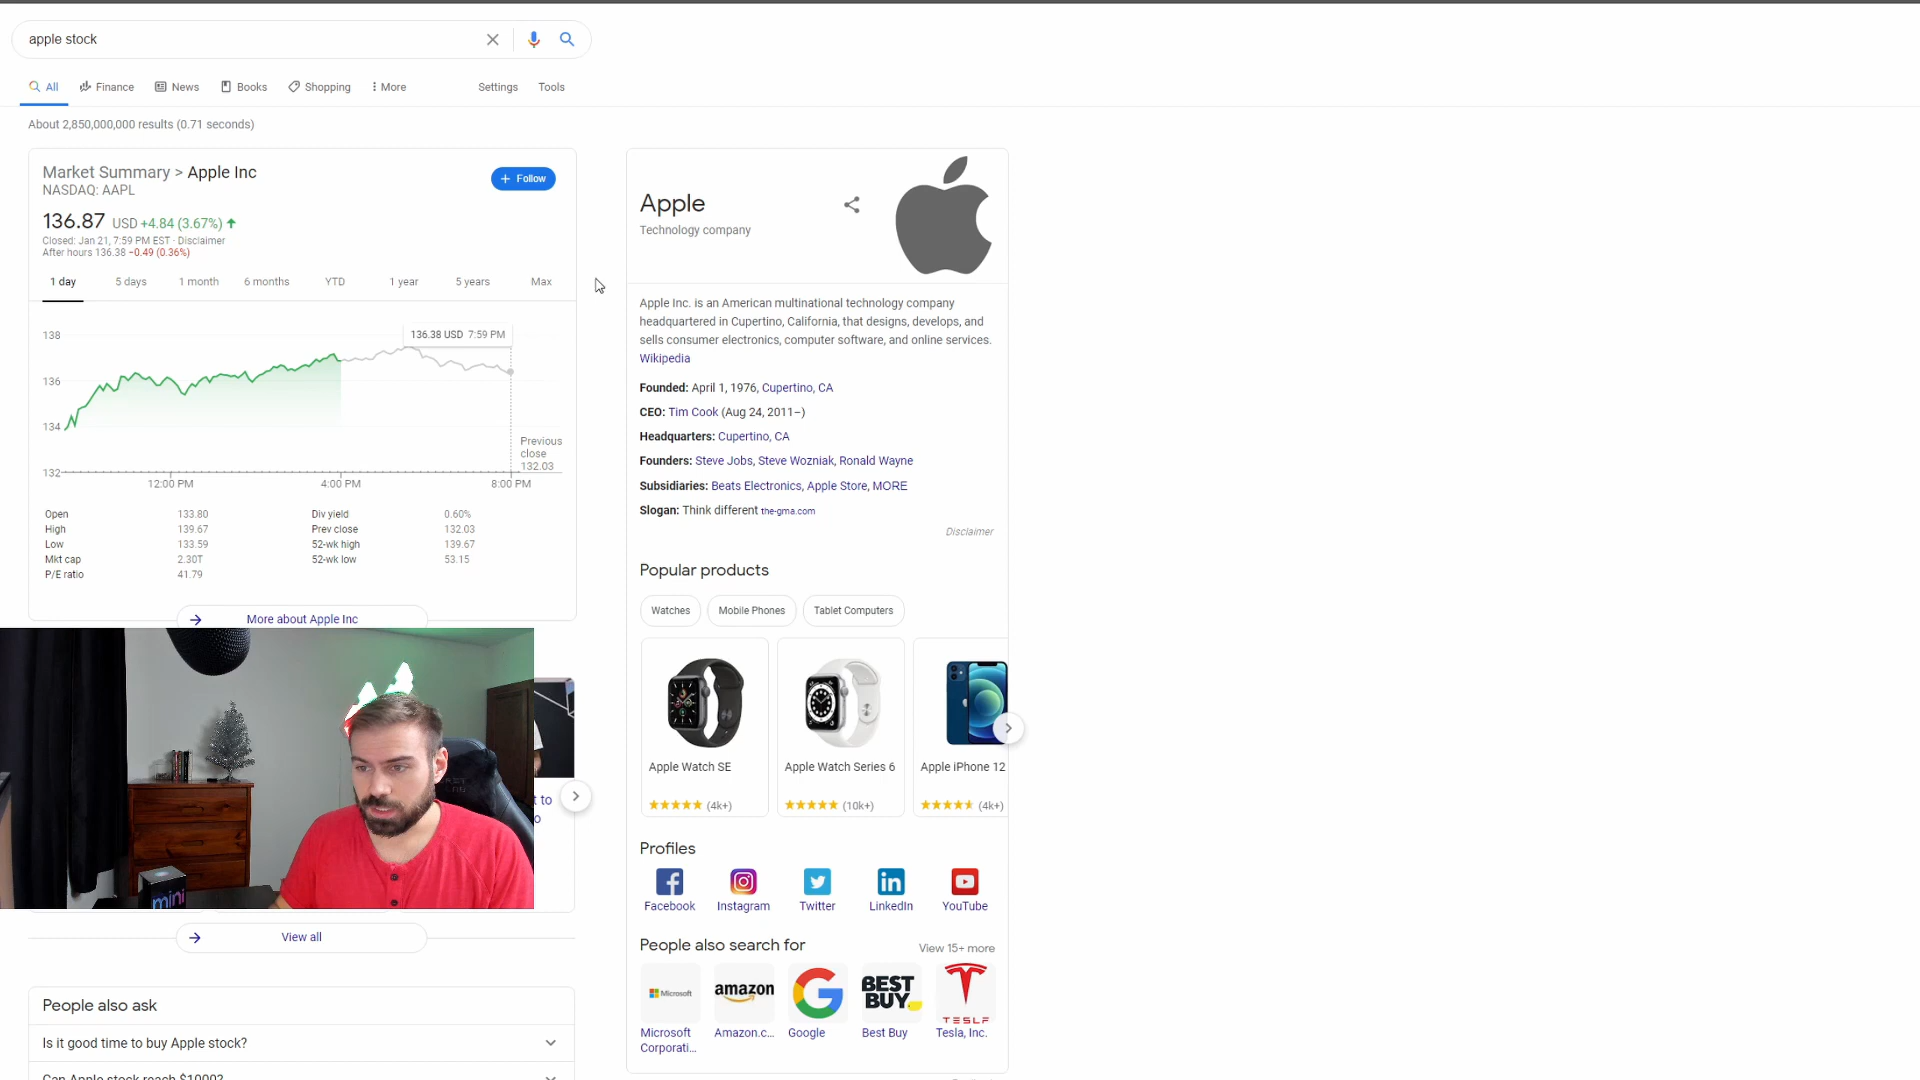 apple stock
All
Finance
News
Books
Shopping
More
Settings
Tools
About 2,850,000,000 results (0.71 seconds)
Market Summary > Apple Inc
NASDAQ: AAPL
+ Follow
136.87 USD +4.84 (3.67%)
Closed: Jan 21, 7:59 PM EST · Disclaimer
After hours 136.38 −0.49 (0.36%)
1 day
5 days
1 month
6 months
YTD
1 year
5 years
Max
136.38 USD 7:59 PM
138
136
134
132
Previous
close
132.03
12:00 PM
4:00 PM
8:00 PM
Open 133.80
High 139.67
Low 133.59
Mkt cap 2.30T
P/E ratio 41.79
Div yield 0.60%
Prev close 132.03
52-wk high 139.67
52-wk low 53.15
More about Apple Inc
mini
t to
o
View all
People also ask
Is it good time to buy Apple stock?
Can Apple stock reach $1000?
Apple
Technology company
Apple Inc. is an American multinational technology company
headquartered in Cupertino, California, that designs, develops, and
sells consumer electronics, computer software, and online services.
Wikipedia
Founded: April 1, 1976, Cupertino, CA
CEO: Tim Cook (Aug 24, 2011–)
Headquarters: Cupertino, CA
Founders: Steve Jobs, Steve Wozniak, Ronald Wayne
Subsidiaries: Beats Electronics, Apple Store, MORE
Slogan: Think different the-gma.com
Disclaimer
Popular products
Watches
Mobile Phones
Tablet Computers
Apple Watch SE
(4k+)
Apple Watch Series 6
(10k+)
Apple iPhone 12
(4k+)
Profiles
Facebook
Instagram
Twitter
LinkedIn
YouTube
People also search for
View 15+ more
Microsoft
amazon
BEST
BUY
TESLA
Microsoft
Corporati...
Amazon.c...
Google
Best Buy
Tesla, Inc.